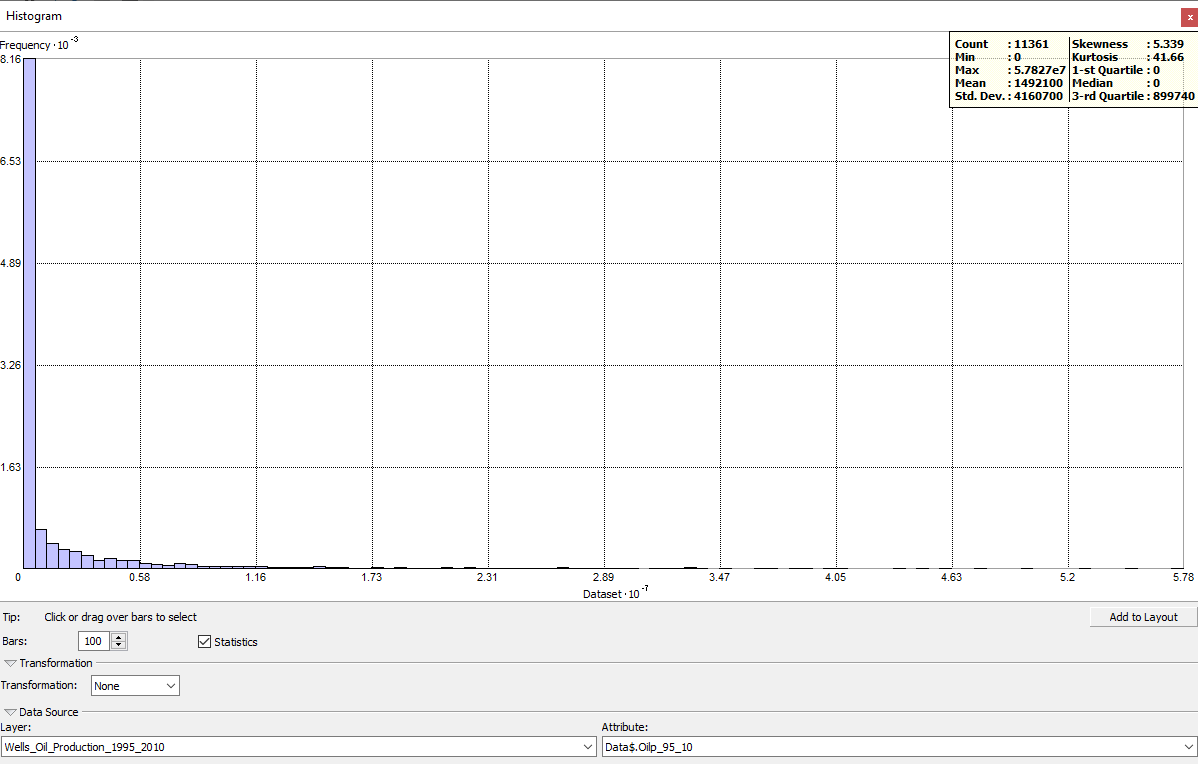 Histogram
x
Frequency · 10 -3
Count : 11361 Skewness : 5.339
Min : 0 Kurtosis : 41.66
Max : 5.7827e7 1-st Quartile : 0
Mean : 1492100 Median : 0
Std. Dev. : 4160700 3-rd Quartile : 899740
8.16
6.53
4.89
3.26
1.63
0 0.58 1.16 1.73 2.31 2.89 3.47 4.05 4.63 5.2 5.78
Dataset · 10 -7
Tip: Click or drag over bars to select Add to Layout
Bars: 100 Statistics
Transformation
Transformation: None
Data Source
Layer: Attribute:
Wells_Oil_Production_1995_2010 Data$.Oilp_95_10